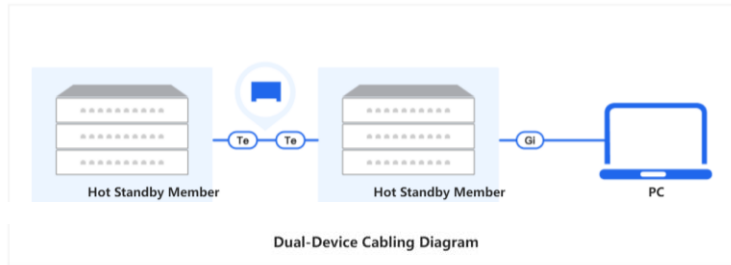 Te
Te
Gi
Hot Standby Member
Hot Standby Member
PC
Dual-Device Cabling Diagram